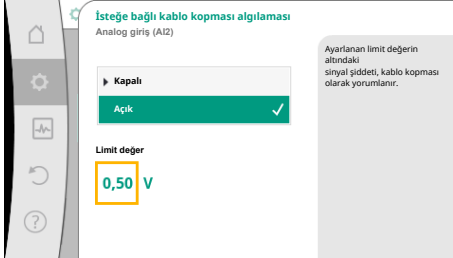 İsteğe bağlı kablo kopması algılaması
Analog giriş (AI2)
Kapalı
Açık
Limit değer
0,50 V
Ayarlanan limit değerin
altındaki
sinyal şiddeti, kablo kopması
olarak yorumlanır.